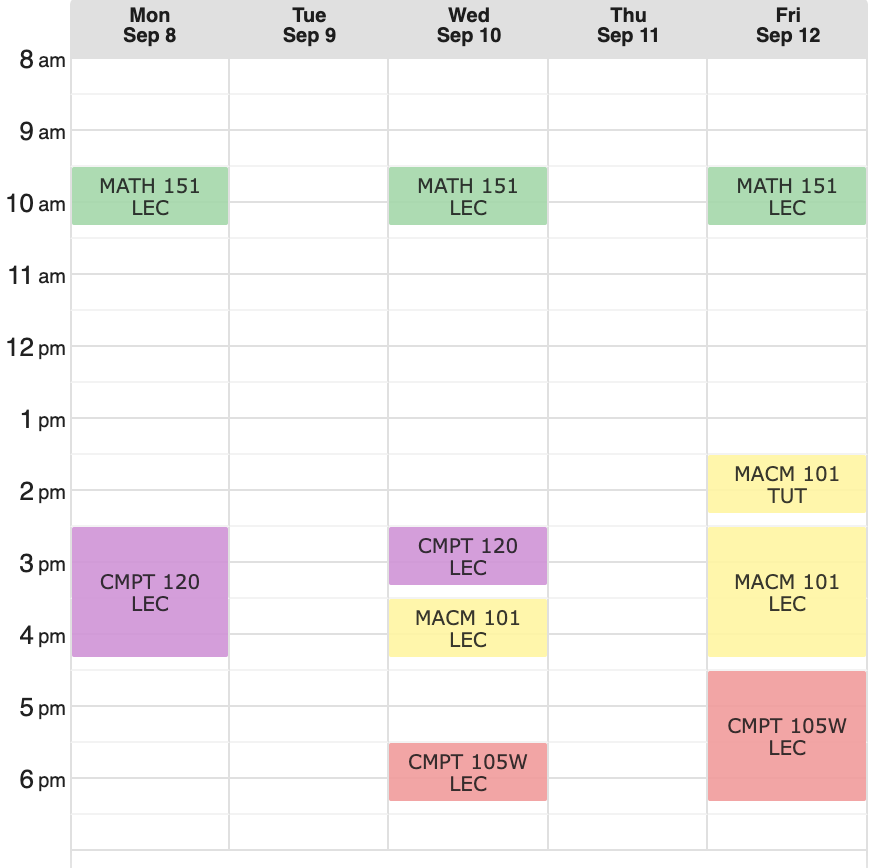 Mon Tue Wed Thu Fri
Sep 8 Sep 9 Sep 10 Sep 11 Sep 12
8 am
9 am
MATH 151 MATH 151 MATH 151
10 am LEC LEC LEC
11 am
12 pm
1 pm
MACM 101
2 pm TUT
CMPT 120
3 pm LEC
CMPT 120 MACM 101
LEC LEC
MACM 101
4 pm LEC
5 pm
CMPT 105W
LEC
CMPT 105W
6 pm LEC